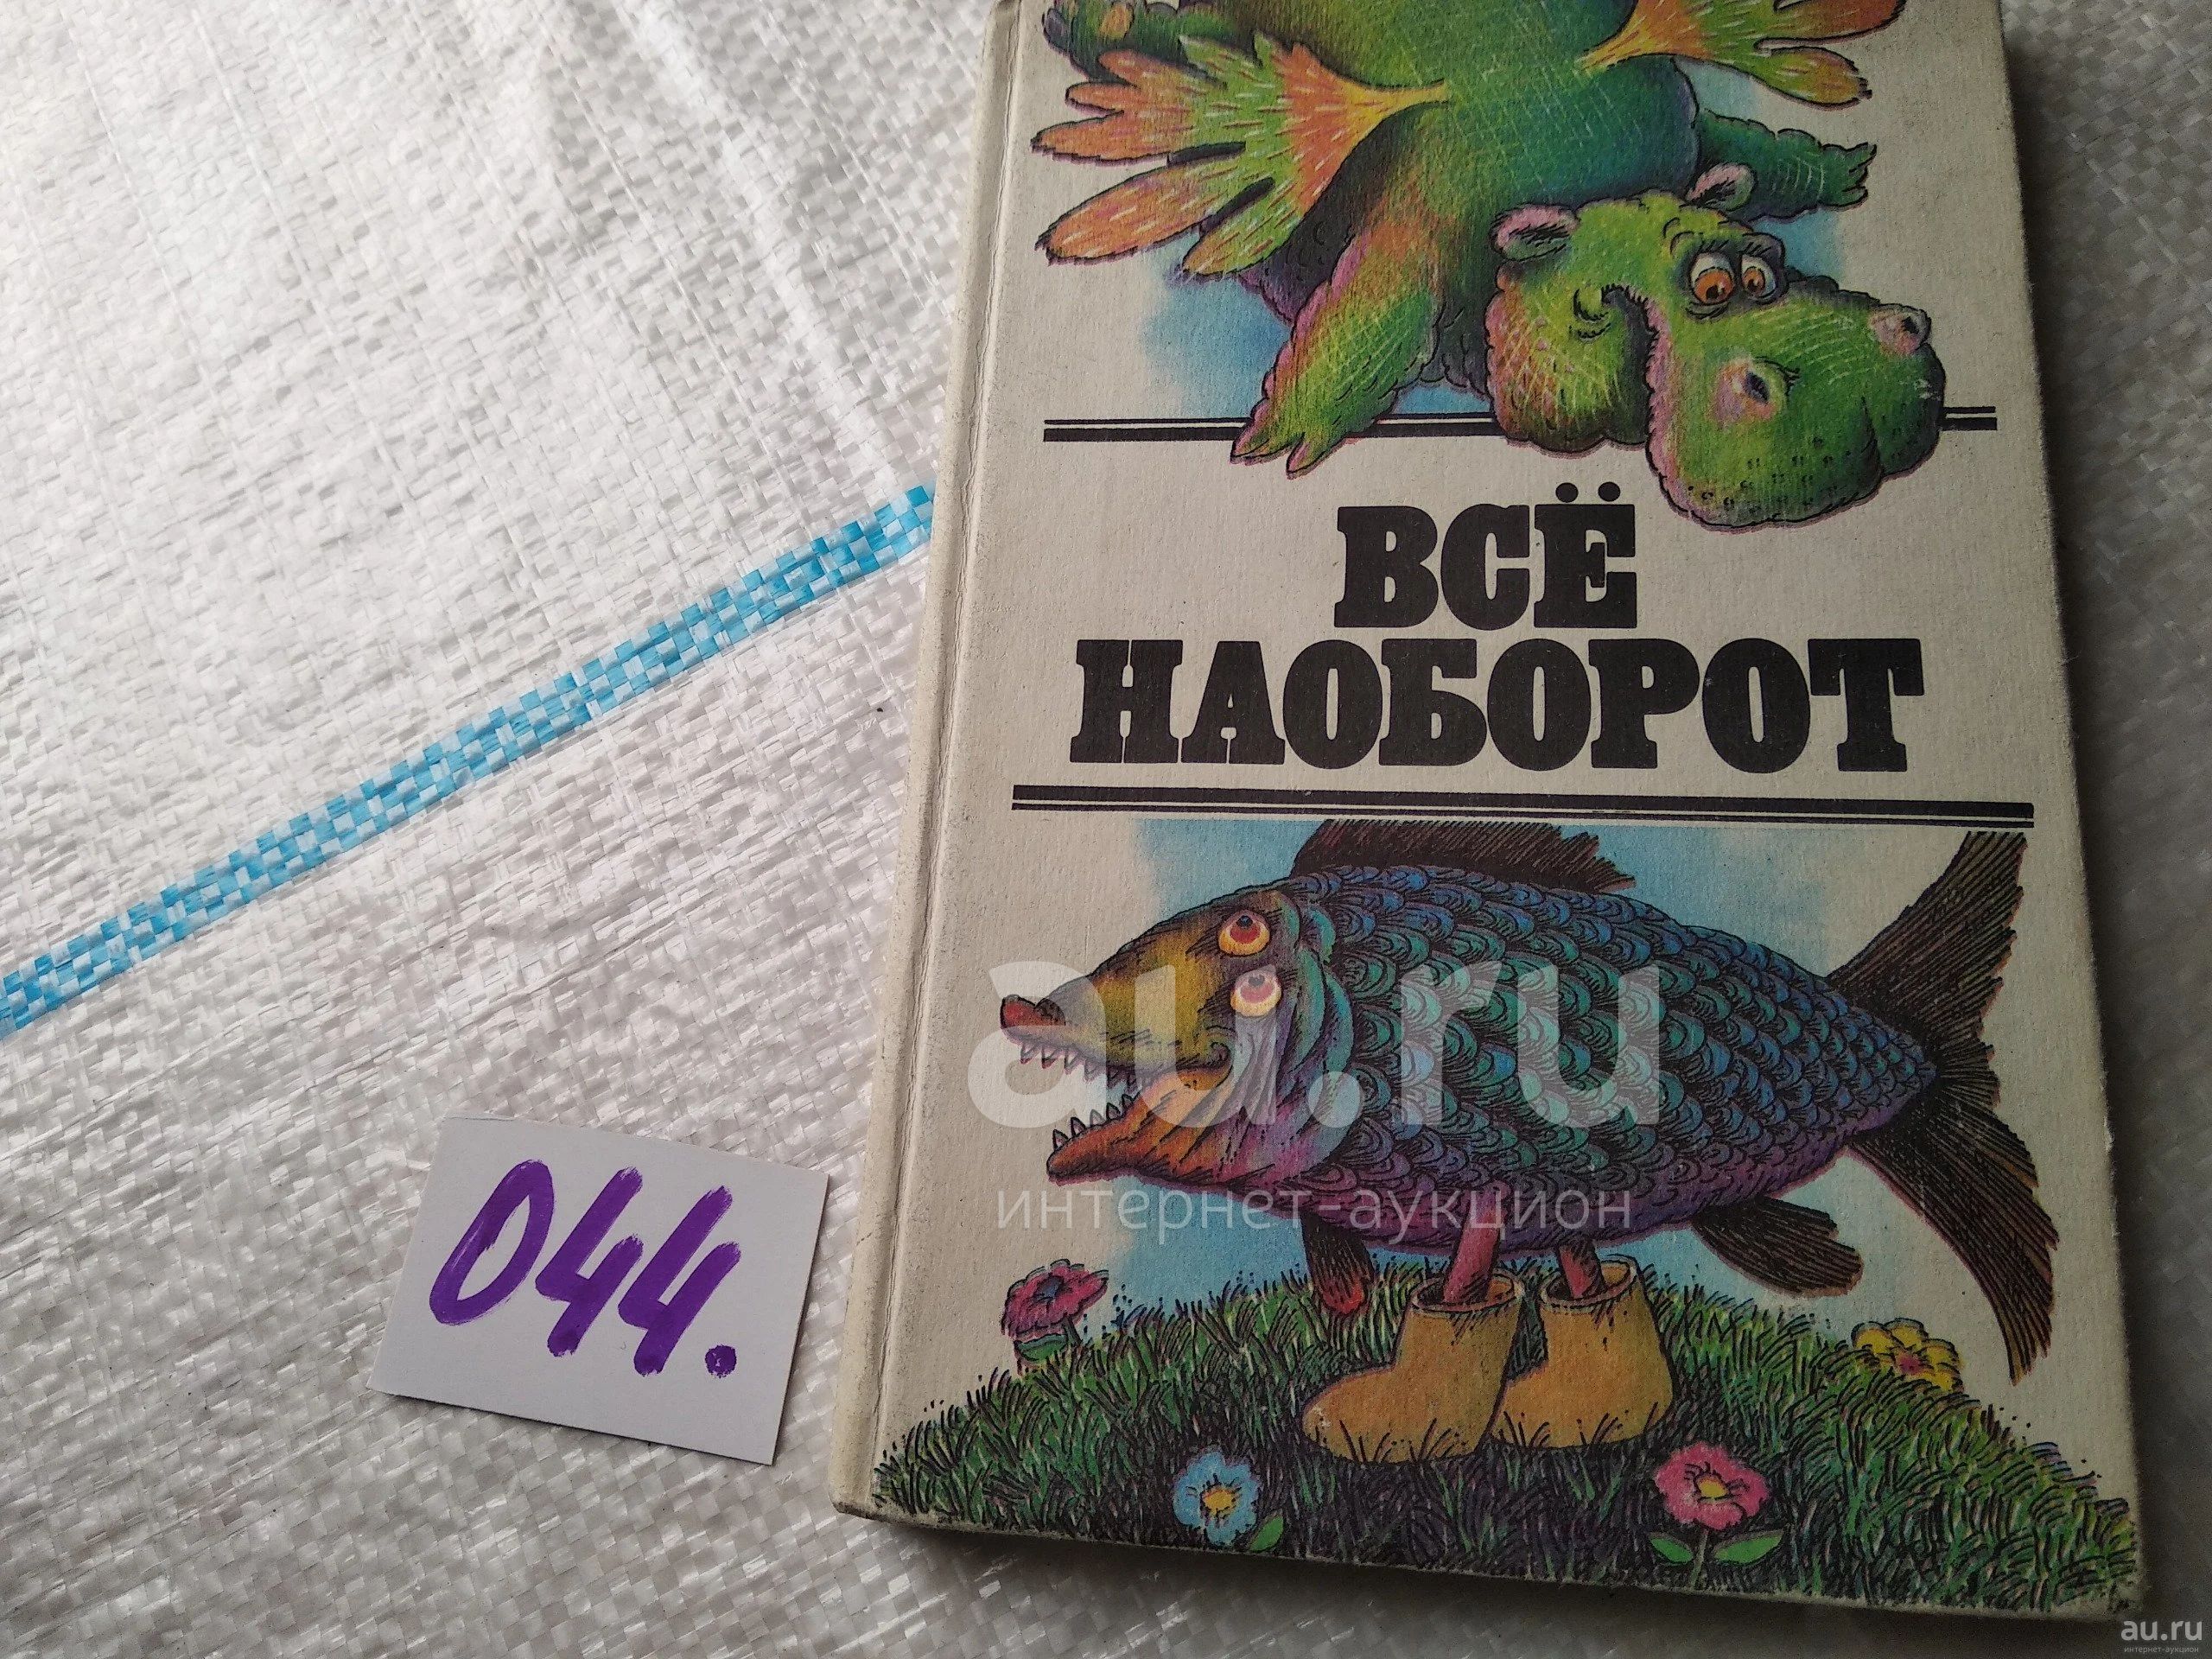 ВСЁ
НАОБОРОТ
au.ru
интернет-аукцион
044.
au.ru
интернет-аукцион